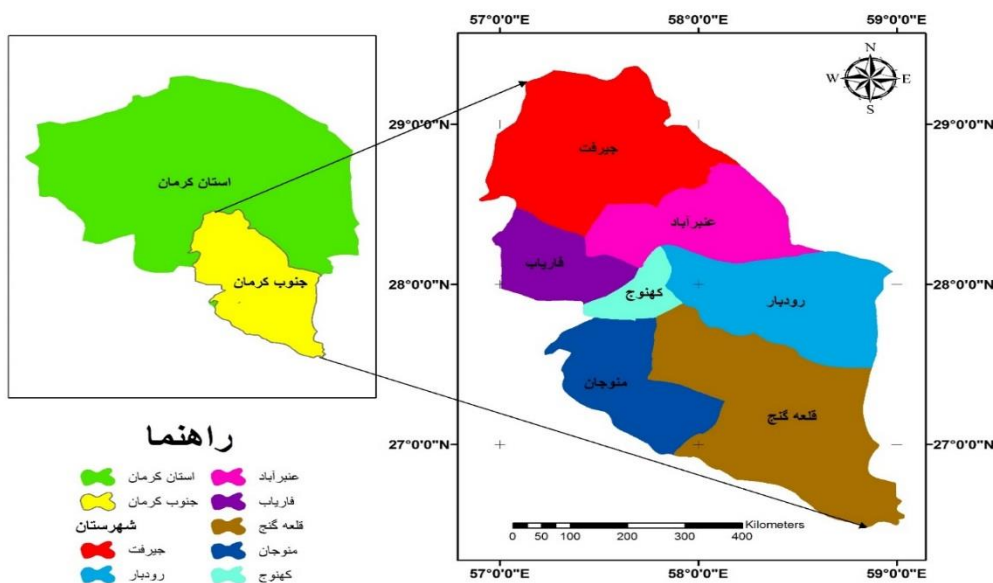 استان کرمان
جنوب کرمان
57°0'0"E
58°0'0"E
59°0'0"E
29°0'0"N
28°0'0"N
27°0'0"N
N
W
E
S
29°0'0"N
28°0'0"N
27°0'0"N
جیرفت
عنبرآباد
فاریاب
کهنوج
رودبار
منوجان
قلعه گنج
Kilometers
0 50 100 200 300 400
57°0'0"E
58°0'0"E
59°0'0"E
راهنما
استان کرمان
جنوب کرمان
شهرستان
جیرفت
رودبار
عنبرآباد
فاریاب
قلعه گنج
منوجان
کهنوج